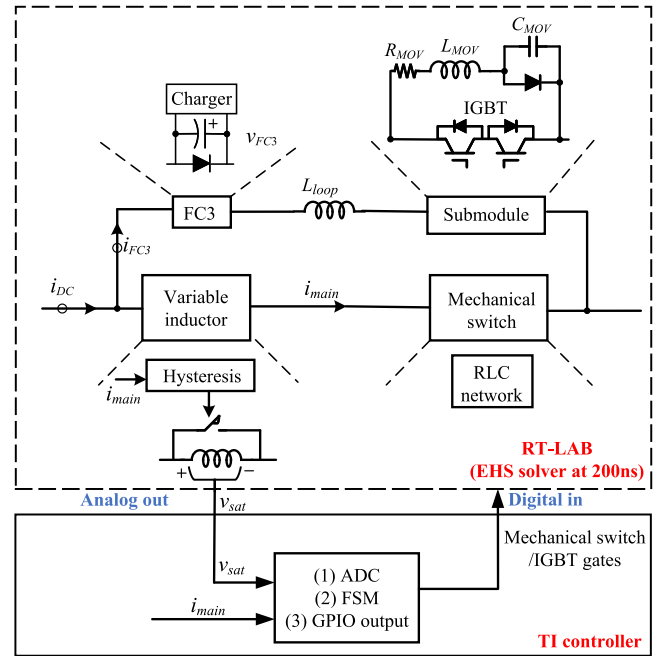 C_MOV
R_MOV
L_MOV
IGBT
Charger
+
v_FC3
L_loop
FC3
Submodule
i_FC3
i_DC
Variable
inductor
i_main
Mechanical
switch
Hysteresis
i_main
RLC
network
+
−
RT-LAB
(EHS solver at 200ns)
Analog out
v_sat
Digital in
Mechanical switch
/IGBT gates
v_sat
(1) ADC
(2) FSM
(3) GPIO output
i_main
TI controller